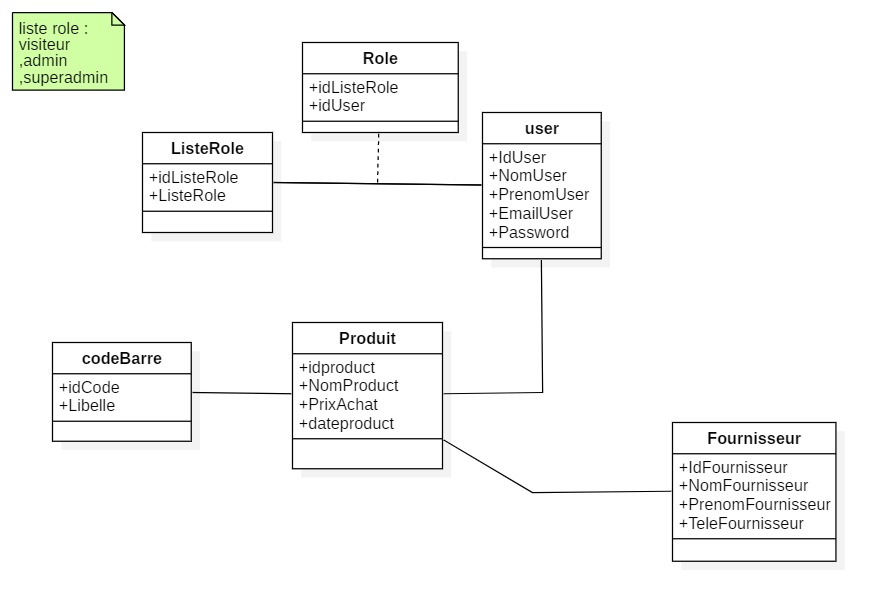 liste role :
visiteur
,admin
,superadmin
Role
+idListeRole
+idUser
ListeRole
+idListeRole
+ListeRole
user
+IdUser
+NomUser
+PrenomUser
+EmailUser
+Password
codeBarre
+idCode
+Libelle
Produit
+idproduct
+NomProduct
+PrixAchat
+dateproduct
Fournisseur
+IdFournisseur
+NomFournisseur
+PrenomFournisseur
+TeleFournisseur